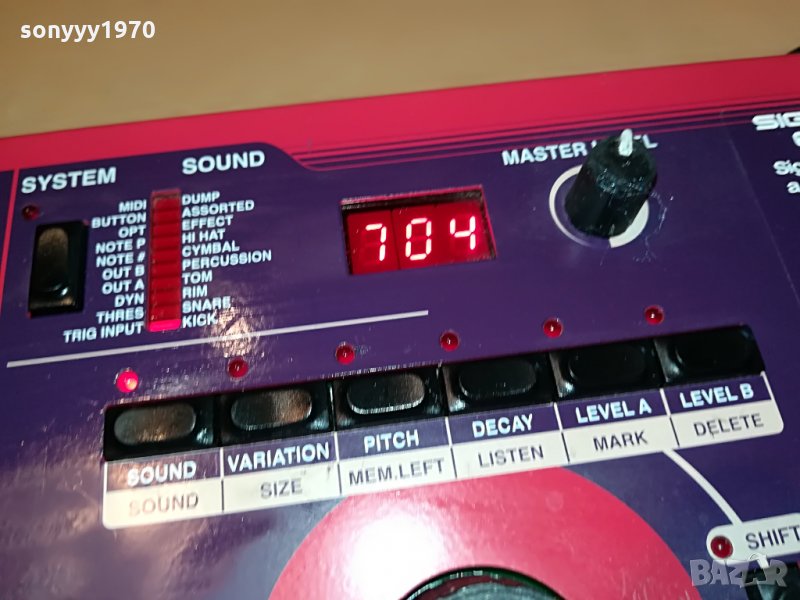 sonyyy1970
SYSTEM
SOUND
MASTER
MIDI
BUTTON
OPT
NOTE P
NOTE #
OUT B
OUT A
DYN
THRES
TRIG INPUT
DUMP
ASSORTED
EFFECT
HI HAT
CYMBAL
PERCUSSION
TOM
RIM
SNARE
KICK
704
SOUND
VARIATION
PITCH
DECAY
LEVEL A
LEVEL B
SOUND
SIZE
MEM.LEFT
LISTEN
MARK
DELETE
SHIFT
BAZAR